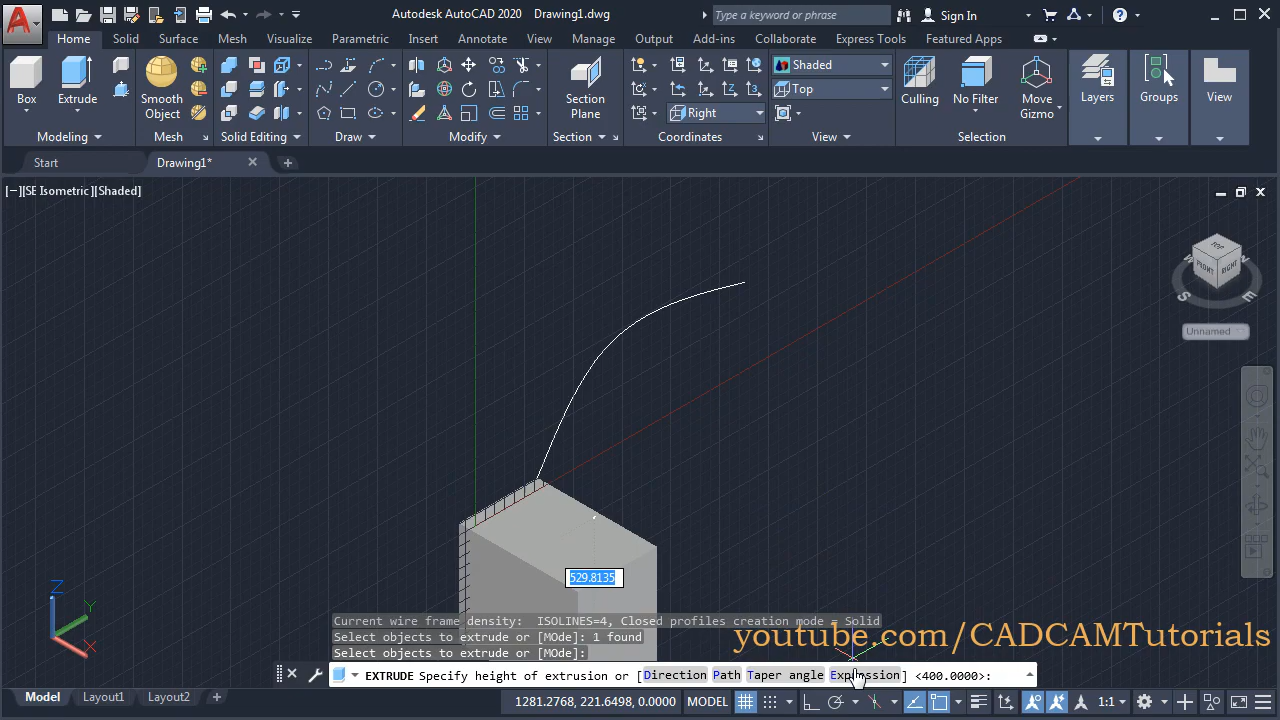 Autodesk AutoCAD 2020 Drawing1.dwg
Type a keyword or phrase
Sign In
Home Solid Surface Mesh Visualize Parametric Insert Annotate View Manage Output Add-ins Collaborate Express Tools Featured Apps
Box
Extrude
Smooth Object
Section Plane
Right
Shaded
Top
Culling
No Filter
Move Gizmo
Layers
Groups
View
Modeling Mesh Solid Editing Draw Modify Section Coordinates View Selection
Start Drawing1*
[−][SE Isometric][Shaded]
TOP
FRONT
RIGHT
W
N
S
E
Unnamed
529.8135
Z
Y
X
Current wire frame density: ISOLINES=4, Closed profiles creation mode = Solid
Select objects to extrude or [MOde]: 1 found
Select objects to extrude or [MOde]:
youtube.com/CADCAMTutorials
EXTRUDE Specify height of extrusion or [Direction Path Taper angle Expression] <400.0000>:
Model Layout1 Layout2
1281.2768, 221.6498, 0.0000 MODEL
1:1